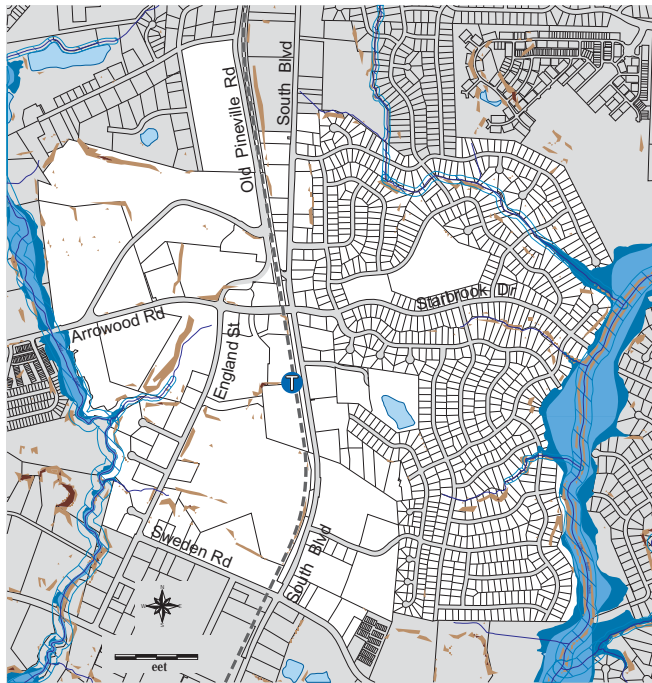 Old Pineville Rd
South Blvd
Starbrook Dr
Arrowood Rd
England St
T
Sweden Rd
South Blvd
N
W
eet